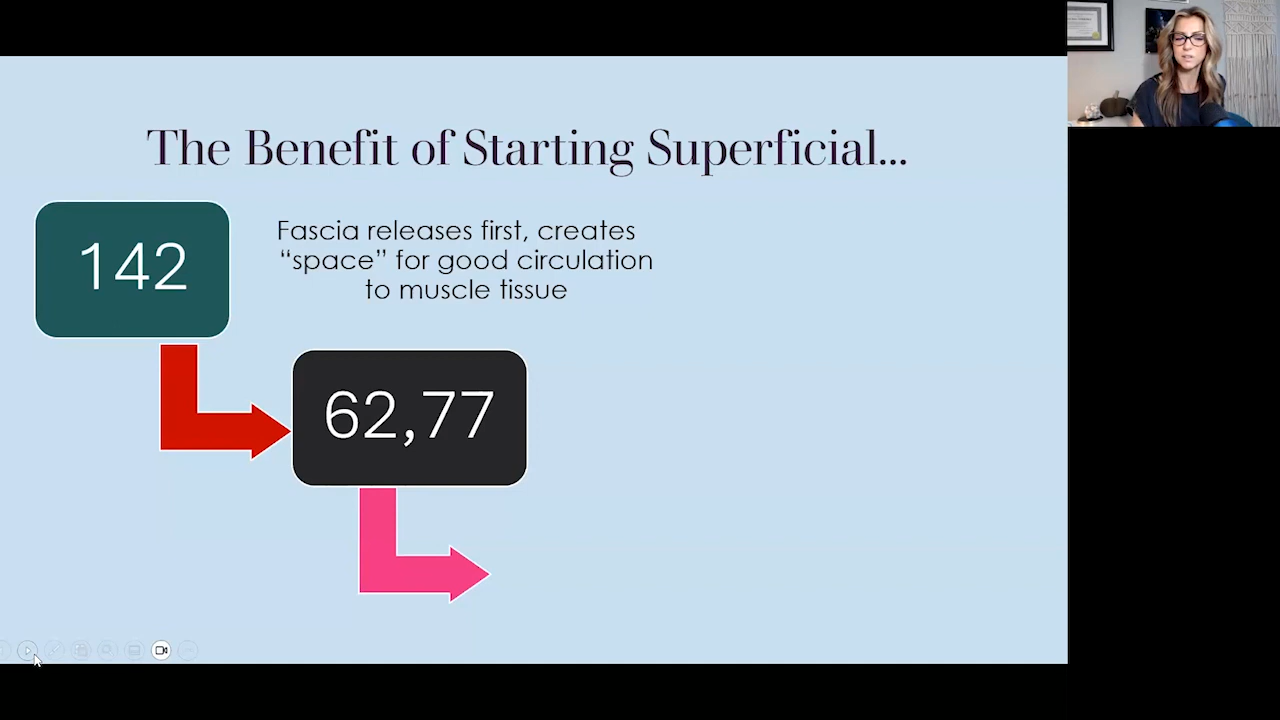 The Benefit of Starting Superficial...
142
Fascia releases first, creates
“space” for good circulation
to muscle tissue
62,77